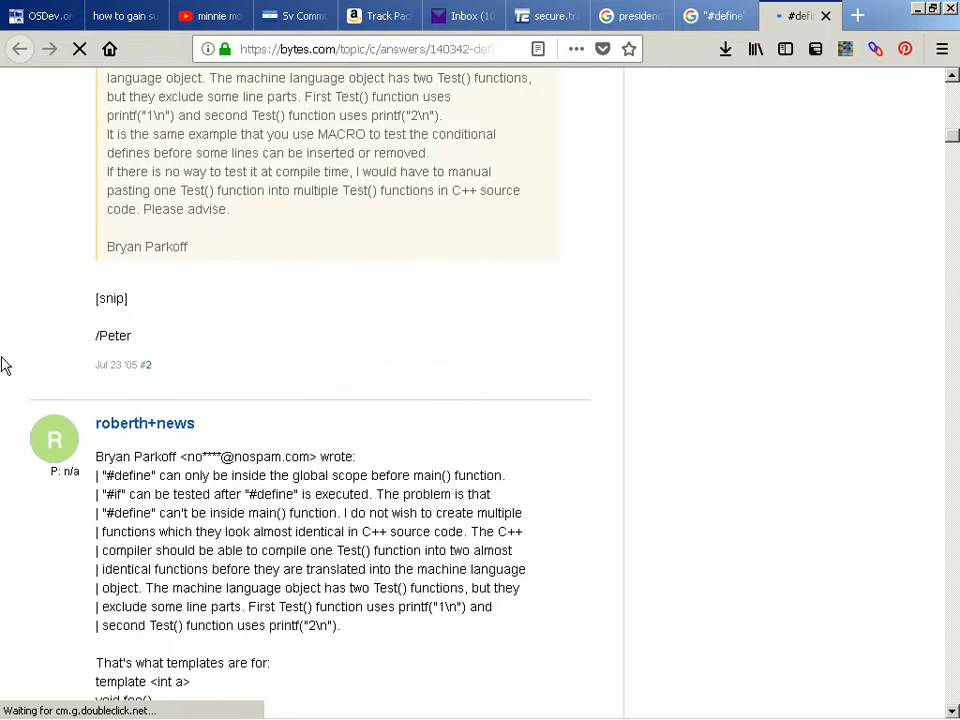 OSDev.or
how to gain su
minnie mo
Sv Commu
Track Pac
Inbox (10
secure.tra
presidenc
"#define"
#defin
https://bytes.com/topic/c/answers/140342-defi
language object. The machine language object has two Test() functions,
but they exclude some line parts. First Test() function uses
printf("1\n") and second Test() function uses printf("2\n").
It is the same example that you use MACRO to test the conditional
defines before some lines can be inserted or removed.
If there is no way to test it at compile time, I would have to manual
pasting one Test() function into multiple Test() functions in C++ source
code. Please advise.
Bryan Parkoff
[snip]
/Peter
Jul 23 '05 #2
roberth+news
R
P: n/a
Bryan Parkoff <no****@nospam.com> wrote:
| "#define" can only be inside the global scope before main() function.
| "#if" can be tested after "#define" is executed. The problem is that
| "#define" can't be inside main() function. I do not wish to create multiple
| functions which they look almost identical in C++ source code. The C++
| compiler should be able to compile one Test() function into two almost
| identical functions before they are translated into the machine language
| object. The machine language object has two Test() functions, but they
| exclude some line parts. First Test() function uses printf("1\n") and
| second Test() function uses printf("2\n").
That's what templates are for:
template <int a>
void foo()
Waiting for cm.g.doubleclick.net...